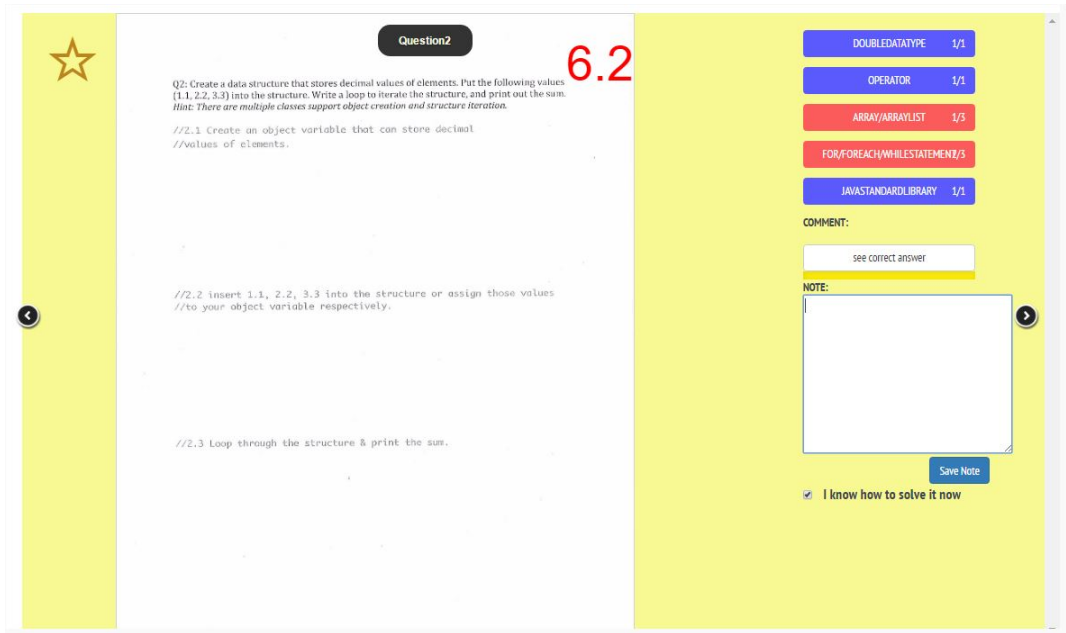 Question2
6.2
Q2: Create a data structure that stores decimal values of elements. Put the following values
{1.1, 2.2, 3.3} into the structure. Write a loop to iterate the structure, and print out the sum.
Hint: There are multiple classes support object creation and structure iteration.
//2.1 Create an object variable that can store decimal
//values of elements.
//2.2 insert 1.1, 2.2, 3.3 into the structure or assign those values
//to your object variable respectively.
//2.3 Loop through the structure & print the sum.
DOUBLEDATATYPE 1/1
OPERATOR 1/1
ARRAY/ARRAYLIST 1/3
FOR/FOREACH/WHILESTATEMENT /3
JAVASTANDARDLIBRARY 1/1
COMMENT:
see correct answer
NOTE:
Save Note
I know how to solve it now